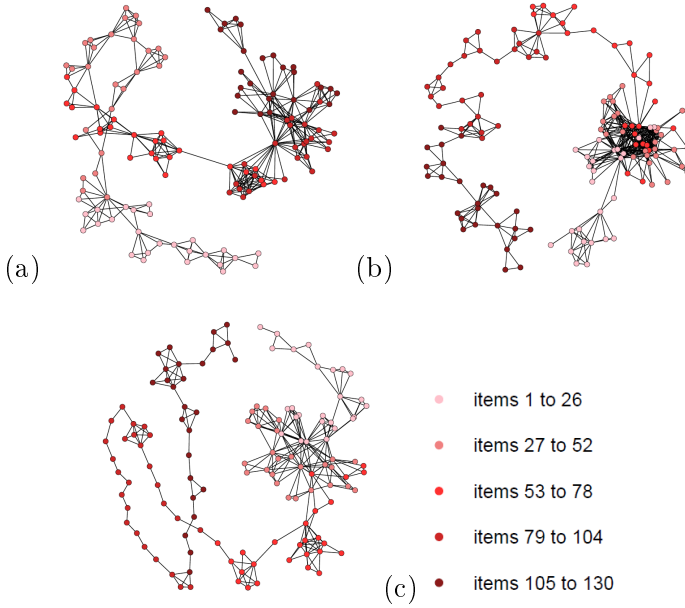 (a)
(b)
(c)
items 1 to 26
items 27 to 52
items 53 to 78
items 79 to 104
items 105 to 130